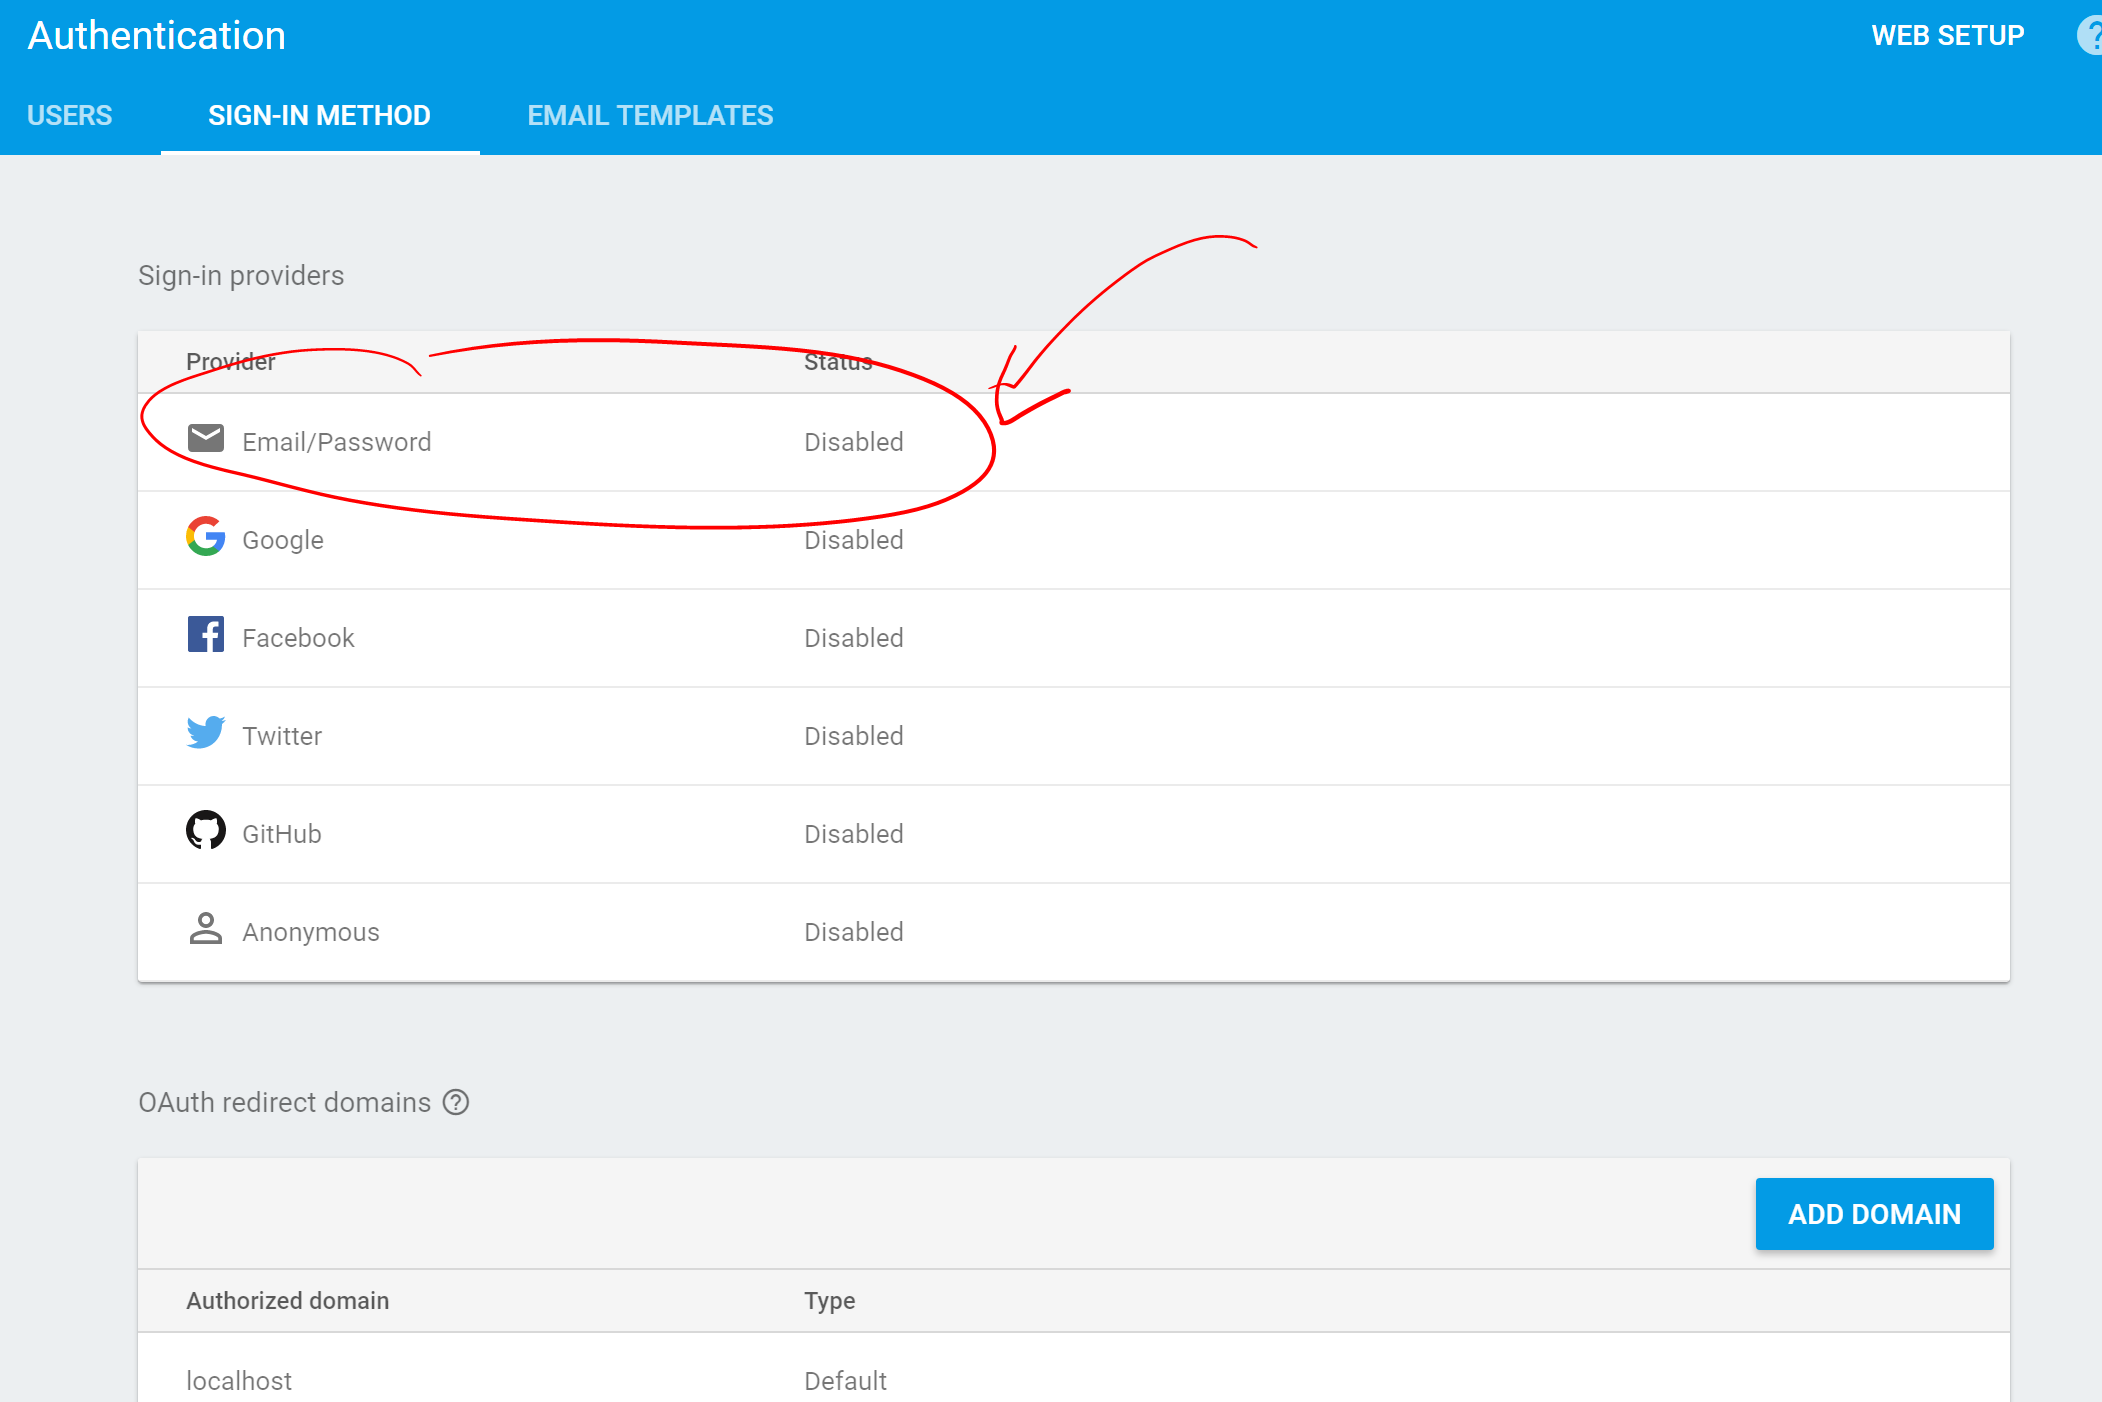 Authentication
WEB SETUP
?
USERS SIGN-IN METHOD EMAIL TEMPLATES
Sign-in providers
Provider Status
Email/Password Disabled
Google Disabled
Facebook Disabled
Twitter Disabled
GitHub Disabled
Anonymous Disabled
OAuth redirect domains ?
ADD DOMAIN
Authorized domain Type
localhost Default